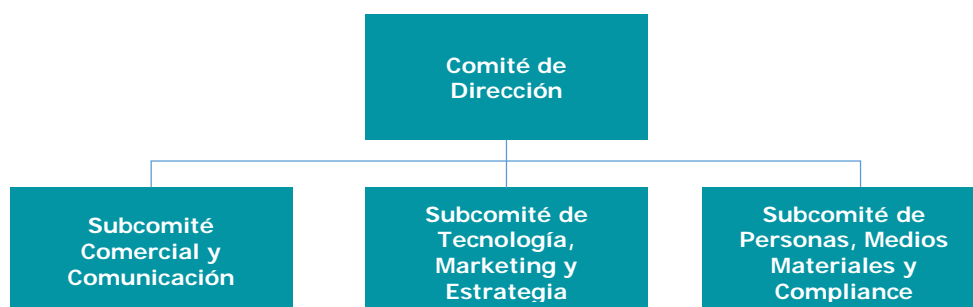 Comité de
Dirección
Subcomité
Comercial y
Comunicación
Subcomité de
Tecnología,
Marketing y
Estrategia
Subcomité de
Personas, Medios
Materiales y
Compliance